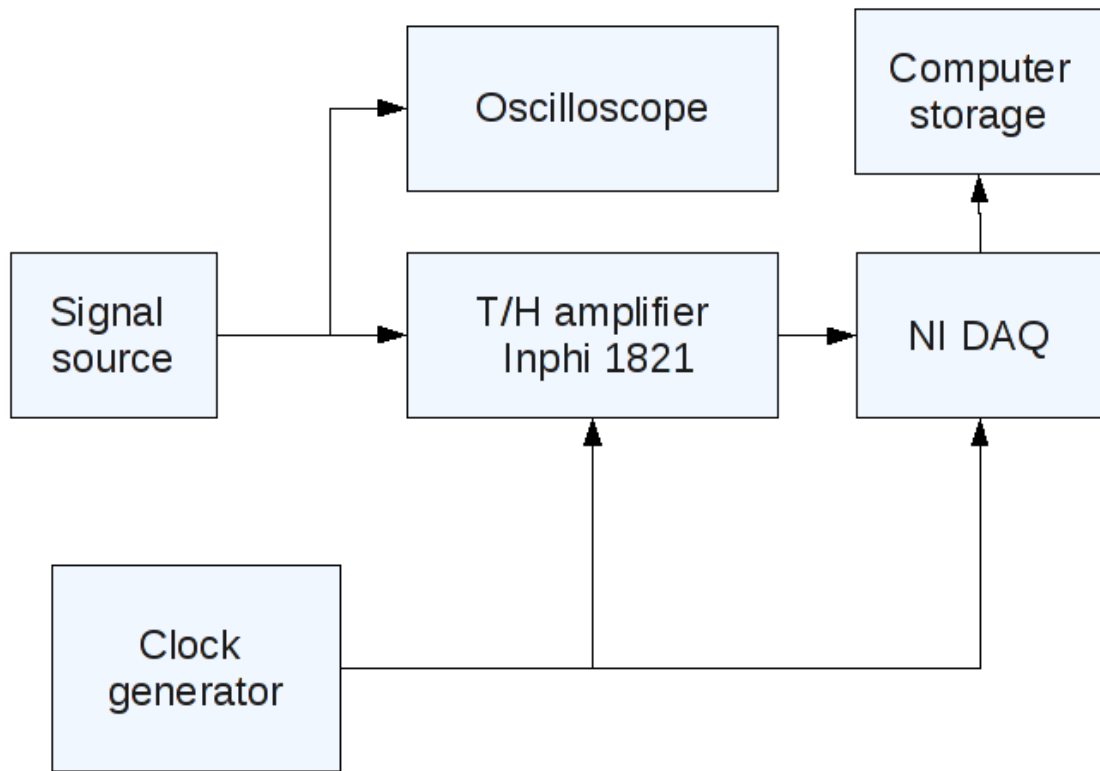 Oscilloscope
Computer
storage
Signal
source
T/H amplifier
Inphi 1821
NI DAQ
Clock
generator